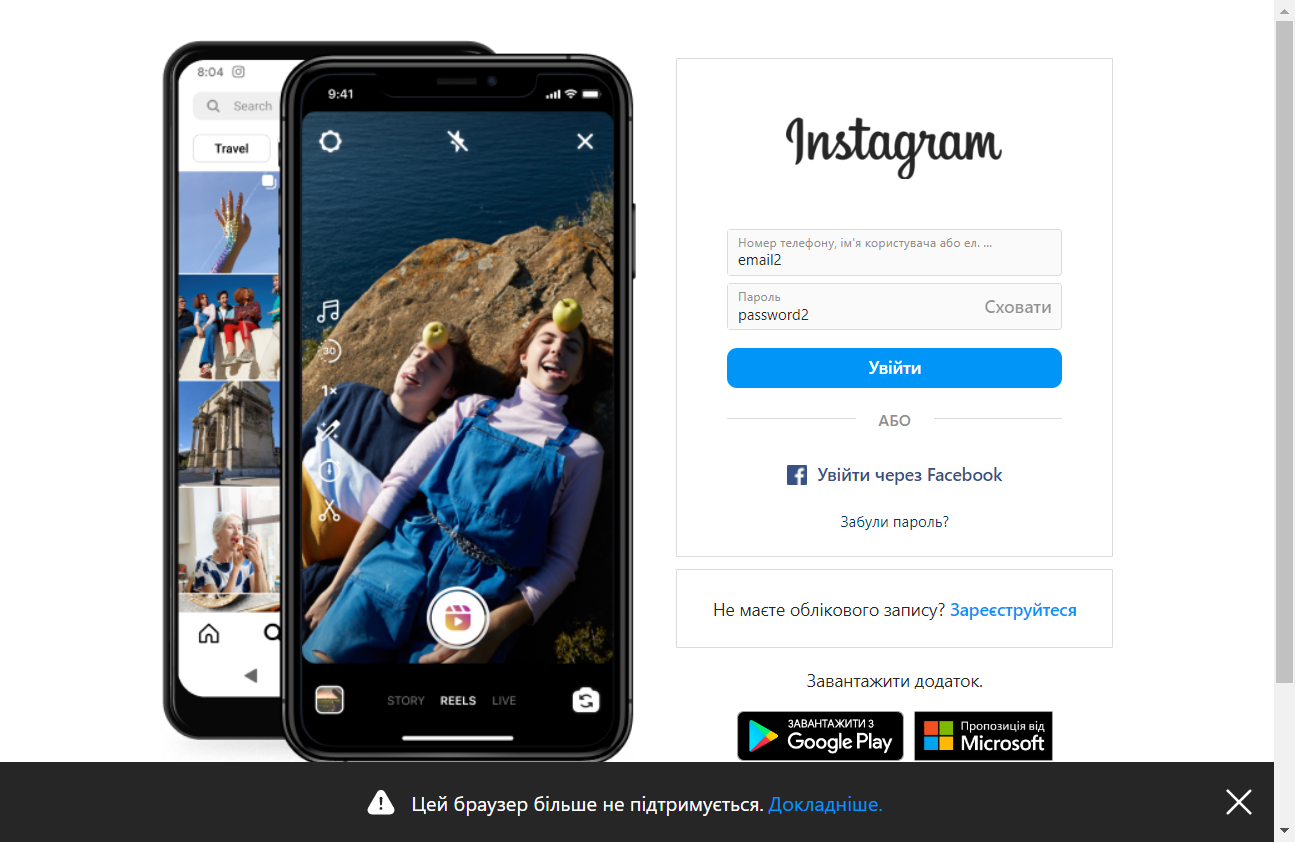 8:04
Search
Travel
9:41
30
1×
STORY REELS LIVE
Instagram
Номер телефону, ім'я користувача або ел. ...
email2
Пароль
password2
Сховати
Увійти
АБО
Увійти через Facebook
Забули пароль?
Не маєте облікового запису? Зареєструйтеся
Завантажити додаток.
ЗАВАНТАЖИТИ З
Google Play
Пропозиція від
Microsoft
Цей браузер більше не підтримується. Докладніше.